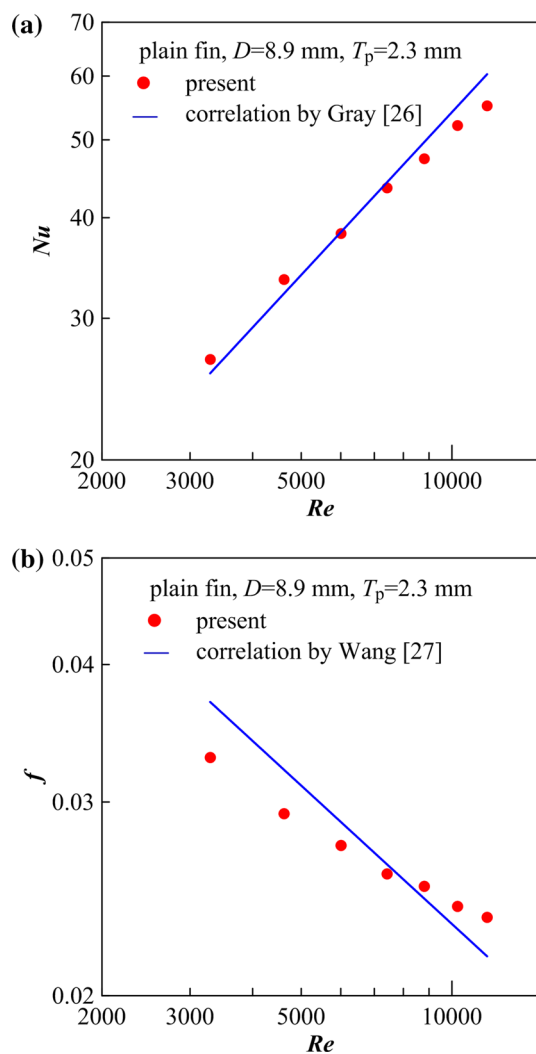 (a)
70
plain fin, D=8.9 mm, Tp=2.3 mm
60
present
correlation by Gray [26]
50
40
Nu
30
20
2000 3000 5000 10000
Re
(b)
0.05
plain fin, D=8.9 mm, Tp=2.3 mm
present
correlation by Wang [27]
0.04
f
0.03
0.02
2000 3000 5000 10000
Re